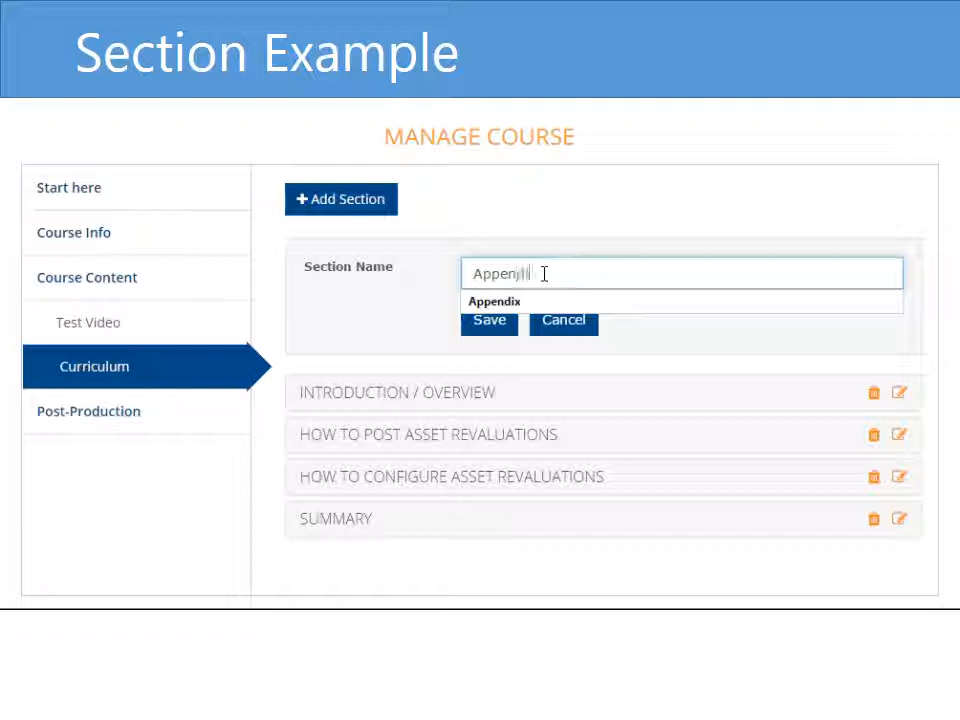 Section Example
MANAGE COURSE
Start here
Course Info
Course Content
Test Video
Curriculum
Post-Production
+ Add Section
Section Name
Appendix
Save Cancel
INTRODUCTION / OVERVIEW
HOW TO POST ASSET REVALUATIONS
HOW TO CONFIGURE ASSET REVALUATIONS
SUMMARY